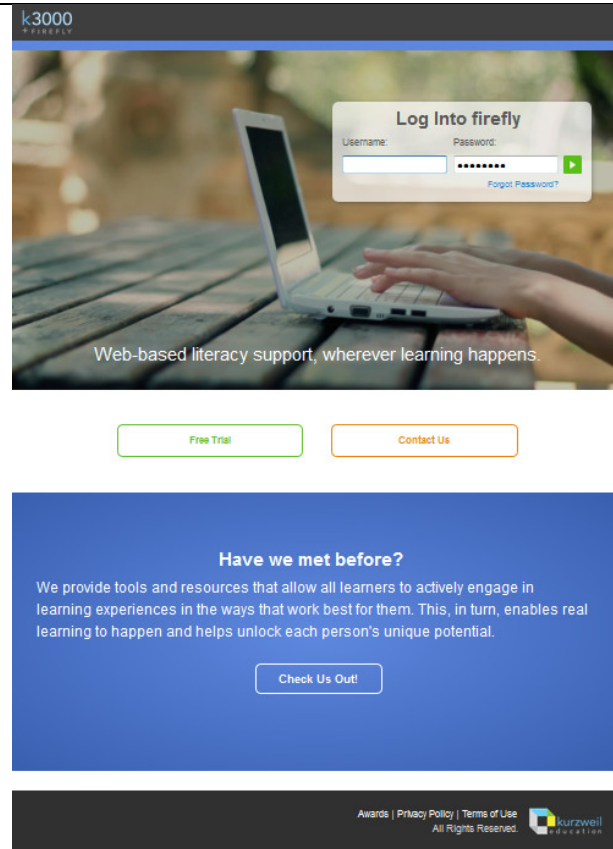 k3000
+ FIREFLY
Log Into firefly
Username: Password:
••••••••
Forgot Password?
Web-based literacy support, wherever learning happens.
Free Trial Contact Us
Have we met before?
We provide tools and resources that allow all learners to actively engage in
learning experiences in the ways that work best for them. This, in turn, enables real
learning to happen and helps unlock each person's unique potential.
Check Us Out!
Awards | Privacy Policy | Terms of Use
All Rights Reserved.
kurzweil
education